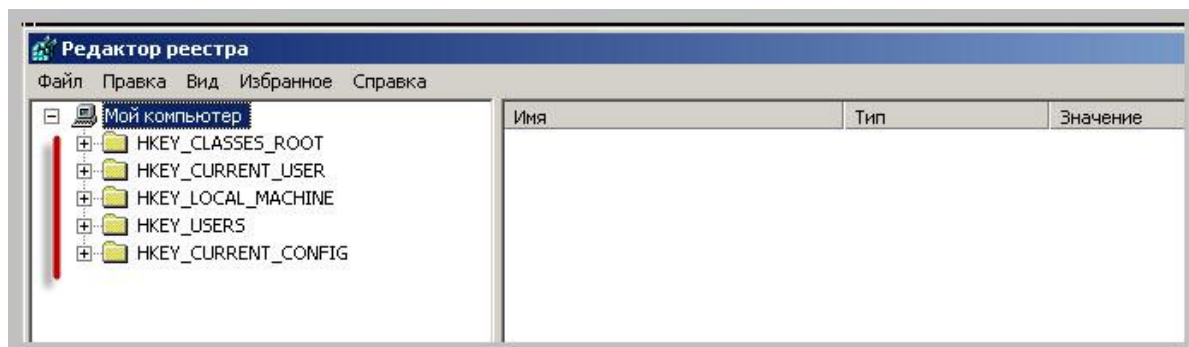 Редактор реестра
Файл Правка Вид Избранное Справка
Мой компьютер
Имя Тип Значение
HKEY_CLASSES_ROOT
HKEY_CURRENT_USER
HKEY_LOCAL_MACHINE
HKEY_USERS
HKEY_CURRENT_CONFIG